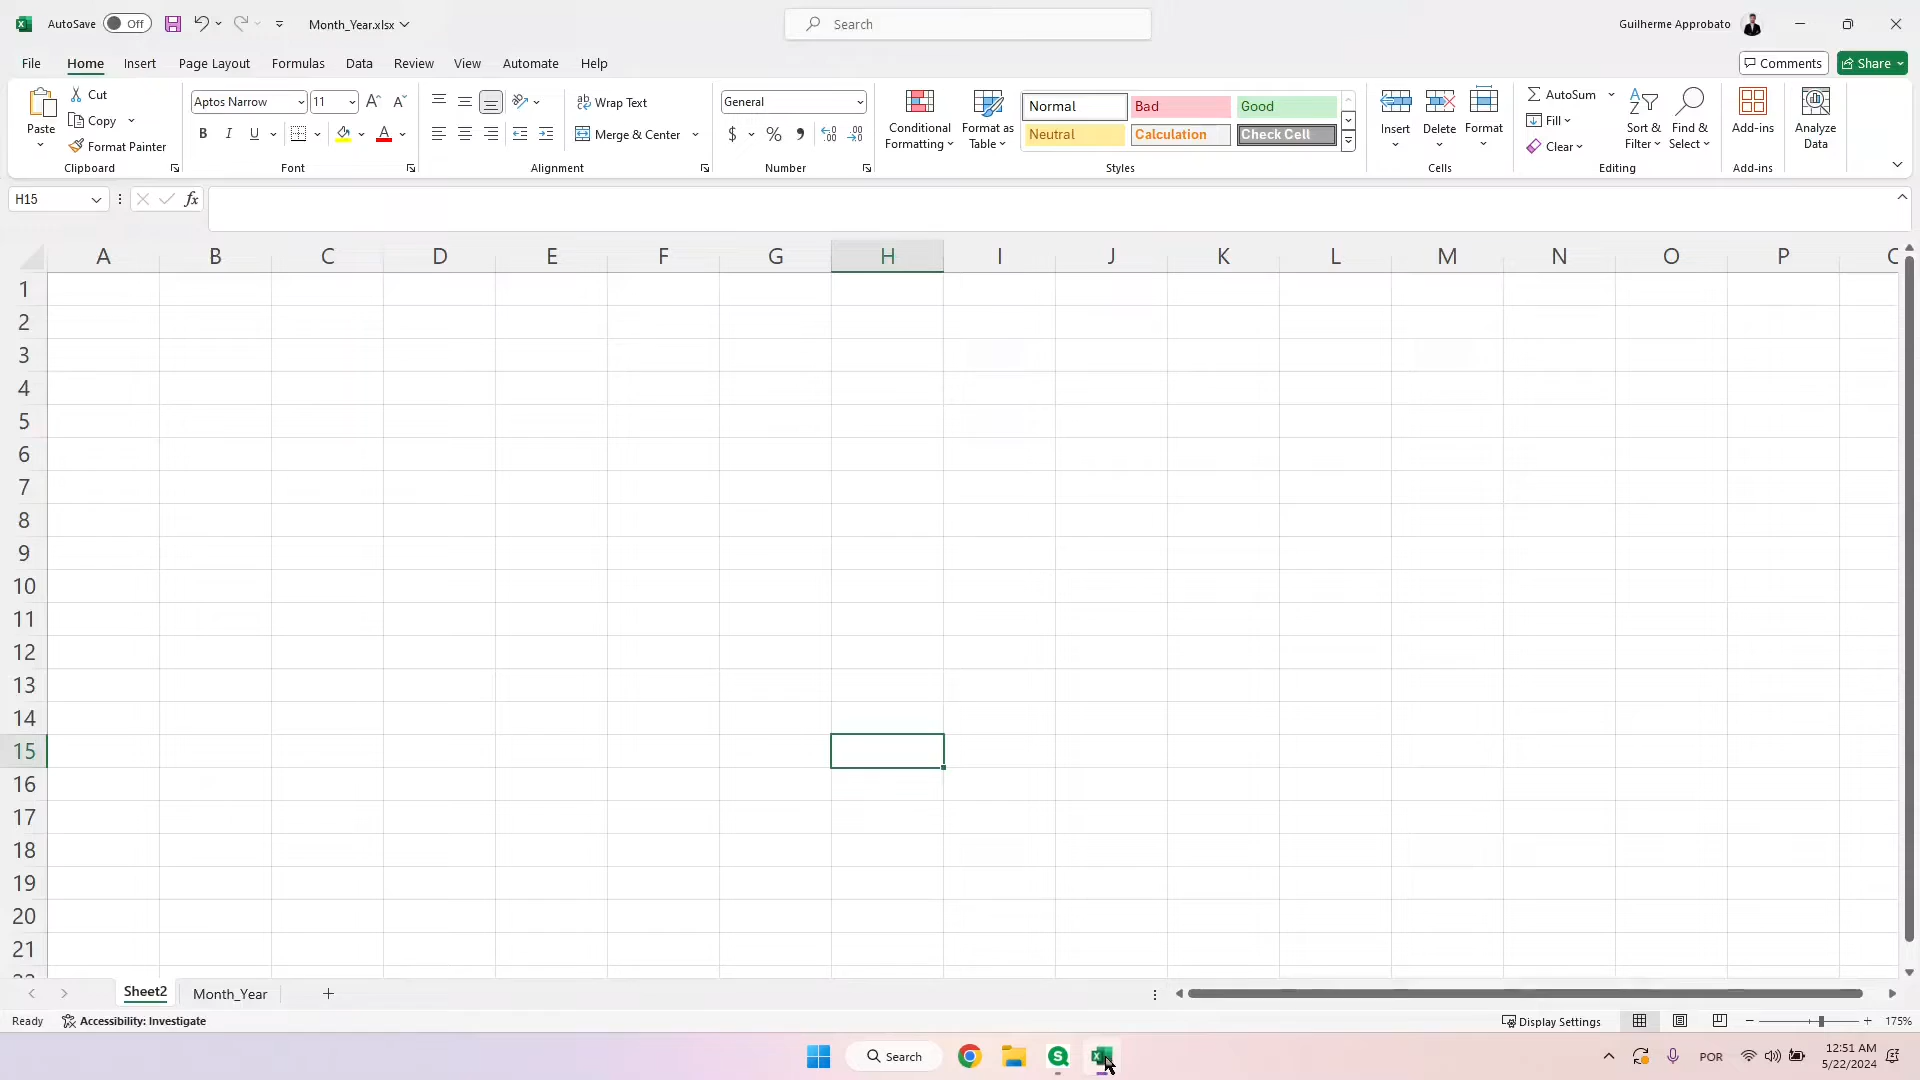 AutoSave Off Month_Year.xlsx Search Guilherme Approbato
File Home Insert Page Layout Formulas Data Review View Automate Help Comments Share
Paste Cut Copy Format Painter Clipboard
Aptos Narrow 11 B I U A Font
Wrap Text Merge & Center Alignment
General $ % Number
Conditional Formatting Format as Table
Normal Bad Good
Neutral Calculation Check Cell
Styles
Insert Delete Format Cells
AutoSum Fill Clear Sort & Filter Find & Select Editing
Add-ins Add-ins
Analyze Data
H15 fx
A B C D E F G H I J K L M N O P
1
2
3
4
5
6
7
8
9
10
11
12
13
14
15
16
17
18
19
20
21
Sheet2 Month_Year
Ready Accessibility: Investigate Display Settings 175%
Search POR 12:51 AM
5/22/2024